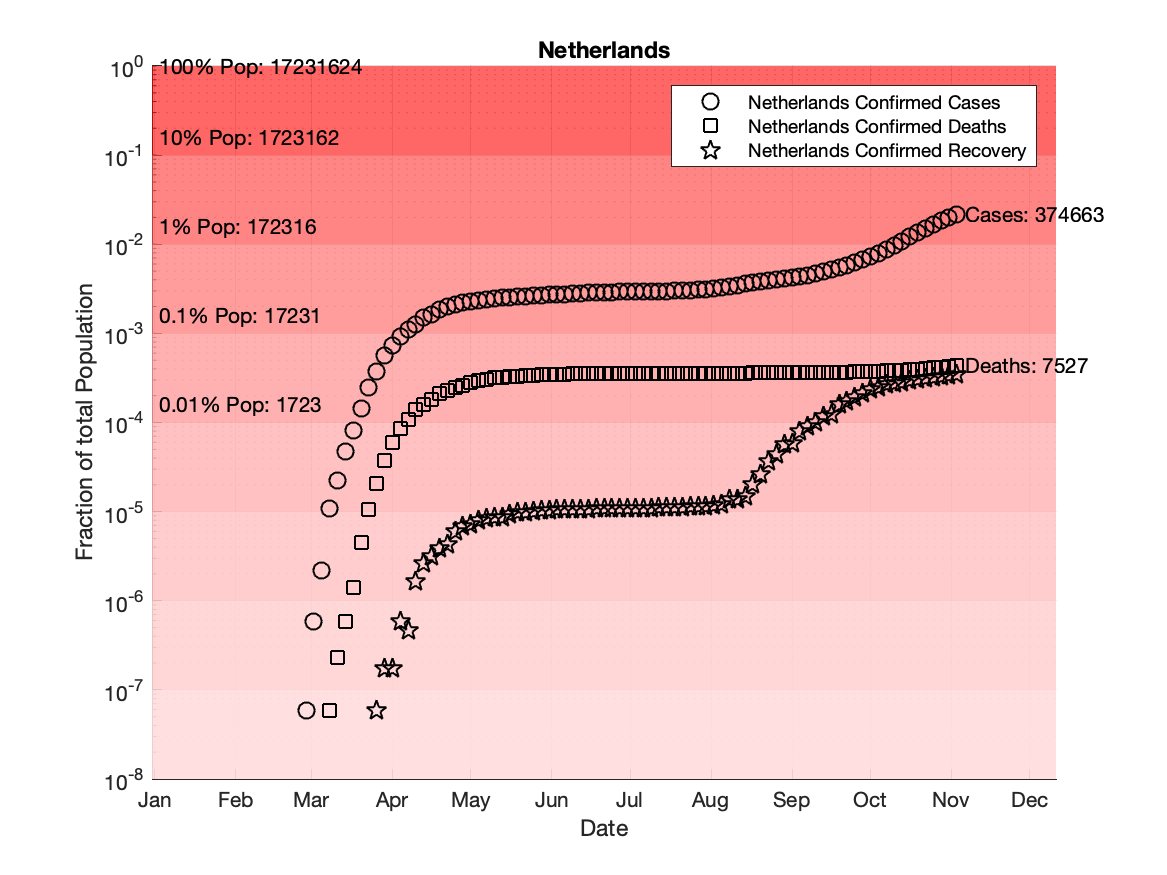 Netherlands
10^0
100% Pop: 17231624
Netherlands Confirmed Cases
Netherlands Confirmed Deaths
Netherlands Confirmed Recovery
10% Pop: 1723162
10^-1
Cases: 374663
1% Pop: 172316
10^-2
0.1% Pop: 17231
10^-3
Deaths: 7527
0.01% Pop: 1723
10^-4
10^-5
10^-6
10^-7
10^-8
Fraction of total Population
Jan Feb Mar Apr May Jun Jul Aug Sep Oct Nov Dec
Date